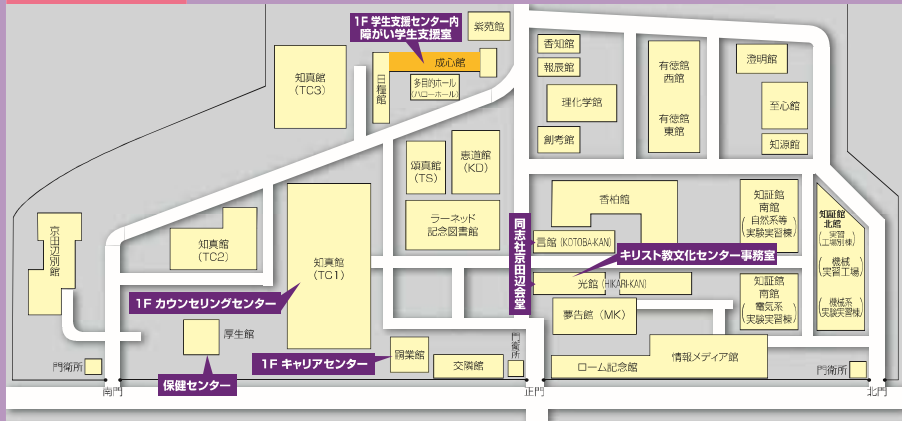 1F 学生支援センター内
障がい学生支援室
紫苑館
成心館
日糧館
多目的ホール
(ハローホール)
知真館
(TC3)
香知館
報辰館
理化学館
創考館
有徳館
西館
有徳館
東館
澄明館
至心館
知源館
頌真館
(TS)
恵道館
(KD)
ラーネッド
記念図書館
京田辺別館
知真館
(TC2)
知真館
(TC1)
1F カウンセリングセンター
厚生館
保健センター
1F キャリアセンター
開業館
交隣館
門衛所
門衛所
南門
正門
北門
門衛所
同志社京田辺会堂
香柏館
言館 (KOTOBA-KAN)
キリスト教文化センター事務室
光館 (HIKARI-KAN)
夢告館 (MK)
ローム記念館
情報メディア館
知証館
南館
(自然系等
実験実習棟)
知証館
南館
(電気系
実験実習棟)
知証館
北館
(実習
工場別棟)
(機械
実習工場)
(機械系
実験実習棟)